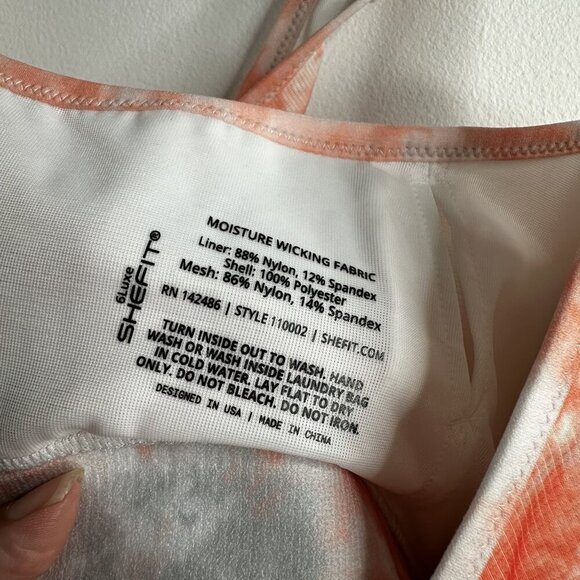 6Luxe
SHEFIT®
MOISTURE WICKING FABRIC
Liner: 88% Nylon, 12% Spandex
Shell: 100% Polyester
Mesh: 86% Nylon, 14% Spandex
RN 142486 | STYLE 110002 | SHEFIT.COM
TURN INSIDE OUT TO WASH. HAND
WASH OR WASH INSIDE LAUNDRY BAG
IN COLD WATER. LAY FLAT TO DRY
ONLY. DO NOT BLEACH. DO NOT IRON.
DESIGNED IN USA | MADE IN CHINA